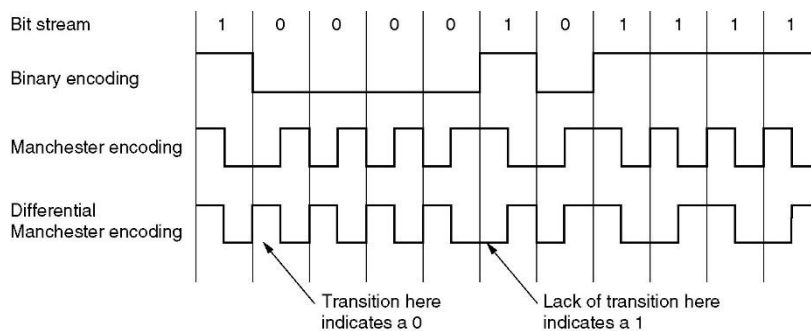 Bit stream 1 0 0 0 0 1 0 1 1 1 1
Binary encoding
Manchester encoding
Differential
Manchester encoding
Transition here
indicates a 0
Lack of transition here
indicates a 1